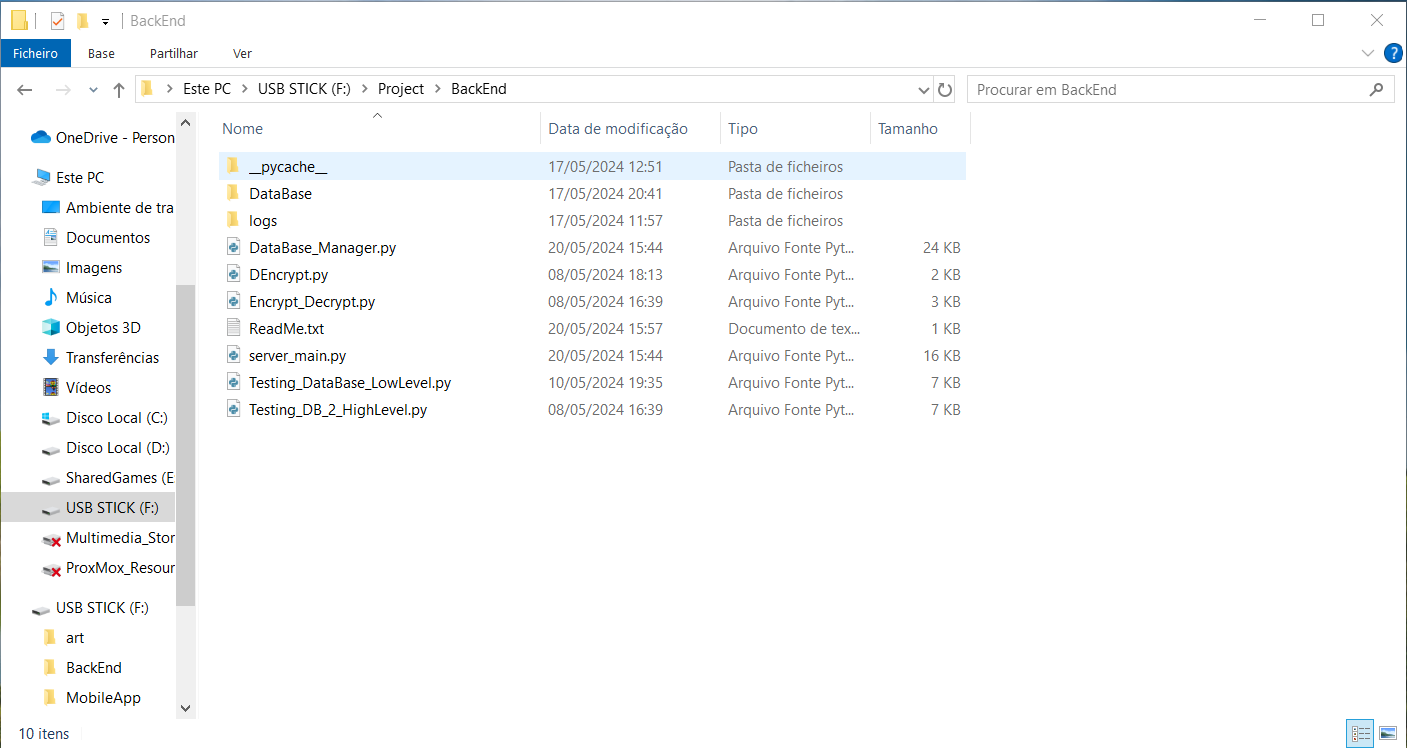 BackEnd
Ficheiro Base Partilhar Ver ?
Este PC USB STICK (F:) Project BackEnd Procurar em BackEnd
OneDrive - Person
Este PC
Ambiente de tra
Documentos
Imagens
Música
Objetos 3D
Transferências
Vídeos
Disco Local (C:)
Disco Local (D:)
SharedGames (E
USB STICK (F:)
Multimedia_Stor
ProxMox_Resour
USB STICK (F:)
art
BackEnd
MobileApp
Nome Data de modificação Tipo Tamanho
__pycache__ 17/05/2024 12:51 Pasta de ficheiros
DataBase 17/05/2024 20:41 Pasta de ficheiros
logs 17/05/2024 11:57 Pasta de ficheiros
DataBase_Manager.py 20/05/2024 15:44 Arquivo Fonte Pyt... 24 KB
DEncrypt.py 08/05/2024 18:13 Arquivo Fonte Pyt... 2 KB
Encrypt_Decrypt.py 08/05/2024 16:39 Arquivo Fonte Pyt... 3 KB
ReadMe.txt 20/05/2024 15:57 Documento de tex... 1 KB
server_main.py 20/05/2024 15:44 Arquivo Fonte Pyt... 16 KB
Testing_DataBase_LowLevel.py 10/05/2024 19:35 Arquivo Fonte Pyt... 7 KB
Testing_DB_2_HighLevel.py 08/05/2024 16:39 Arquivo Fonte Pyt... 7 KB
10 itens